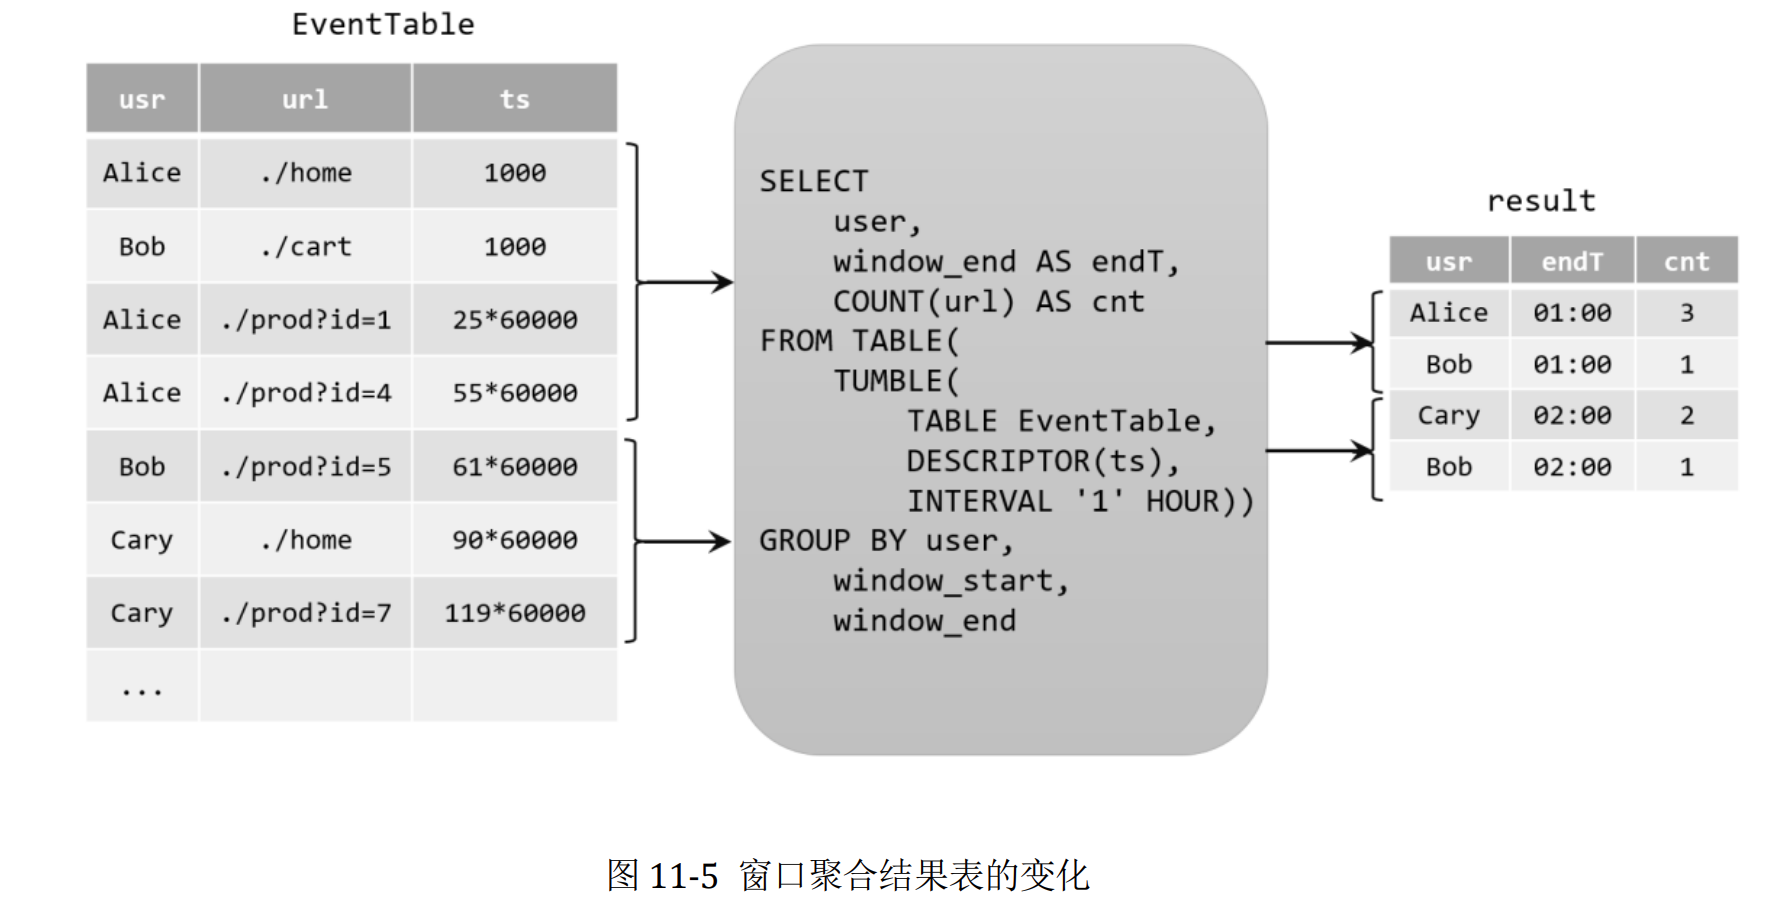 EventTable
usr url ts
Alice ./home 1000
Bob ./cart 1000
Alice ./prod?id=1 25*60000
Alice ./prod?id=4 55*60000
Bob ./prod?id=5 61*60000
Cary ./home 90*60000
Cary ./prod?id=7 119*60000
...
SELECT
user,
window_end AS endT,
COUNT(url) AS cnt
FROM TABLE(
TUMBLE(
TABLE EventTable,
DESCRIPTOR(ts),
INTERVAL '1' HOUR))
GROUP BY user,
window_start,
window_end
result
usr endT cnt
Alice 01:00 3
Bob 01:00 1
Cary 02:00 2
Bob 02:00 1
图 11-5 窗口聚合结果表的变化